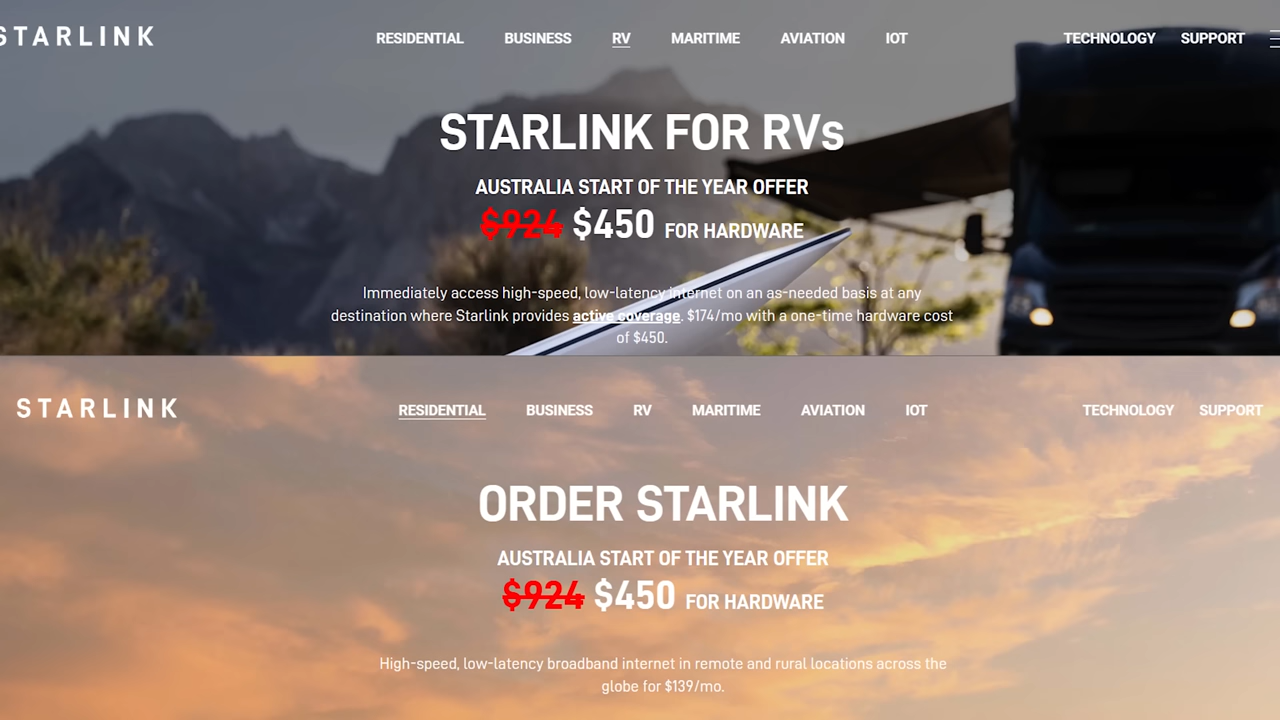 STARLINK
RESIDENTIAL BUSINESS RV MARITIME AVIATION IOT TECHNOLOGY SUPPORT
STARLINK FOR RVs
AUSTRALIA START OF THE YEAR OFFER
$924 $450 FOR HARDWARE
Immediately access high-speed, low-latency internet on an as-needed basis at any
destination where Starlink provides active coverage. $174/mo with a one-time hardware cost
of $450.
STARLINK
RESIDENTIAL BUSINESS RV MARITIME AVIATION IOT TECHNOLOGY SUPPORT
ORDER STARLINK
AUSTRALIA START OF THE YEAR OFFER
$924 $450 FOR HARDWARE
High-speed, low-latency broadband internet in remote and rural locations across the
globe for $139/mo.